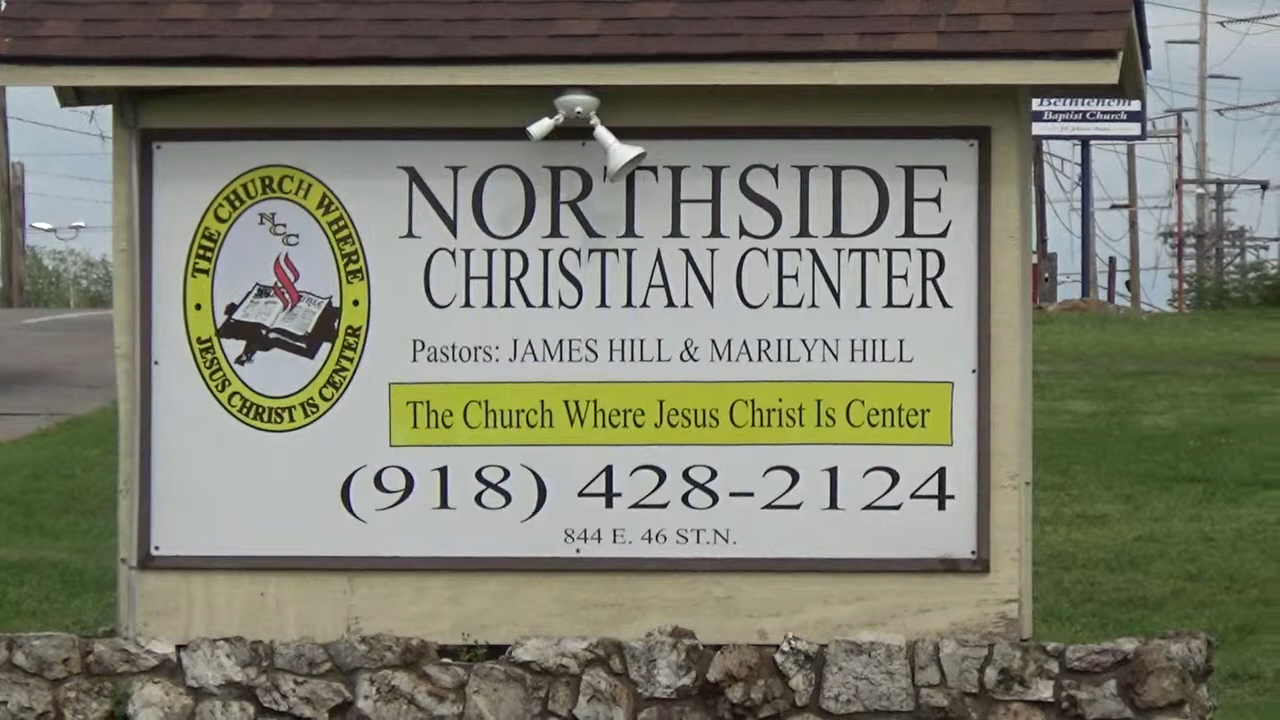 THE CHURCH WHERE
JESUS CHRIST IS CENTER
NCC
NORTHSIDE
CHRISTIAN CENTER
Pastors: JAMES HILL & MARILYN HILL
The Church Where Jesus Christ Is Center
(918) 428-2124
844 E. 46 ST.N.
Bethlehem
Baptist Church